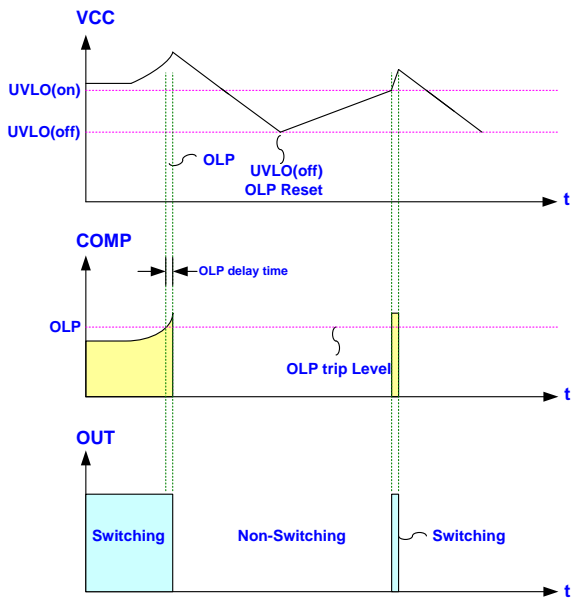 VCC
UVLO(on)
UVLO(off)
OLP
UVLO(off)
OLP Reset
t
COMP
OLP delay time
OLP
OLP trip Level
t
OUT
Switching
Non-Switching
Switching
t